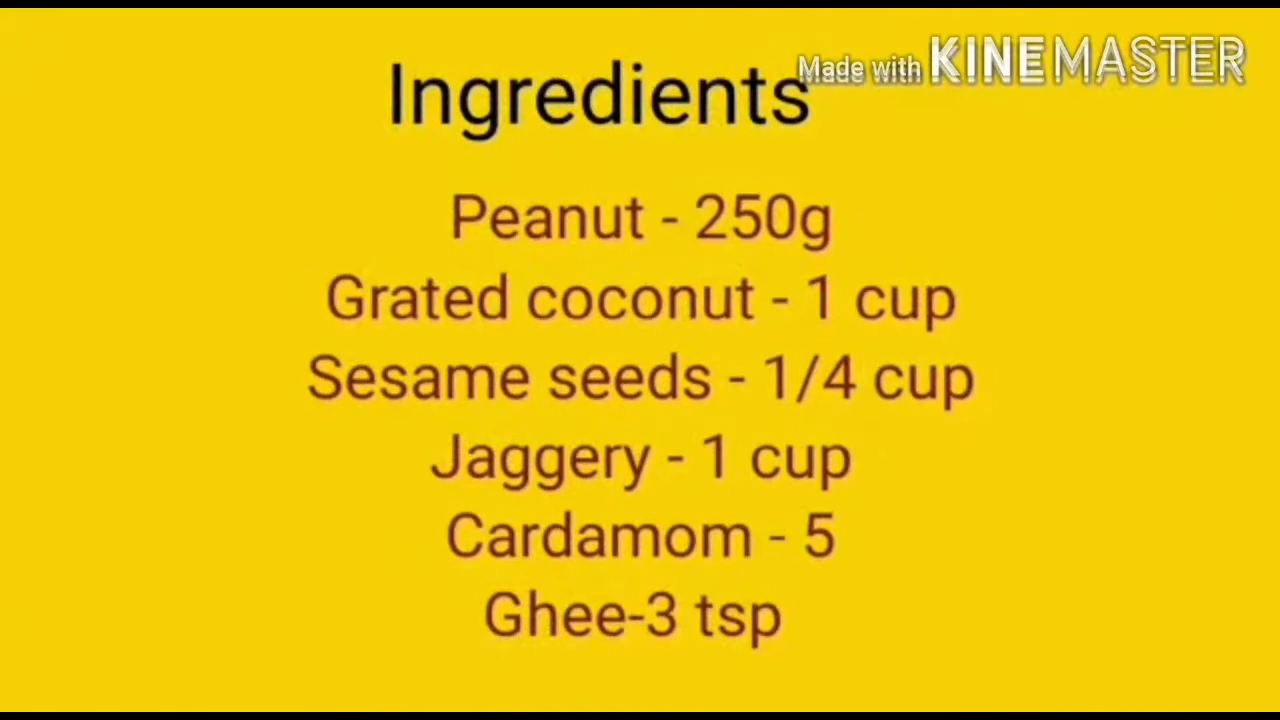 Made with KINEMASTER
Ingredients
Peanut - 250g
Grated coconut - 1 cup
Sesame seeds - 1/4 cup
Jaggery - 1 cup
Cardamom - 5
Ghee-3 tsp